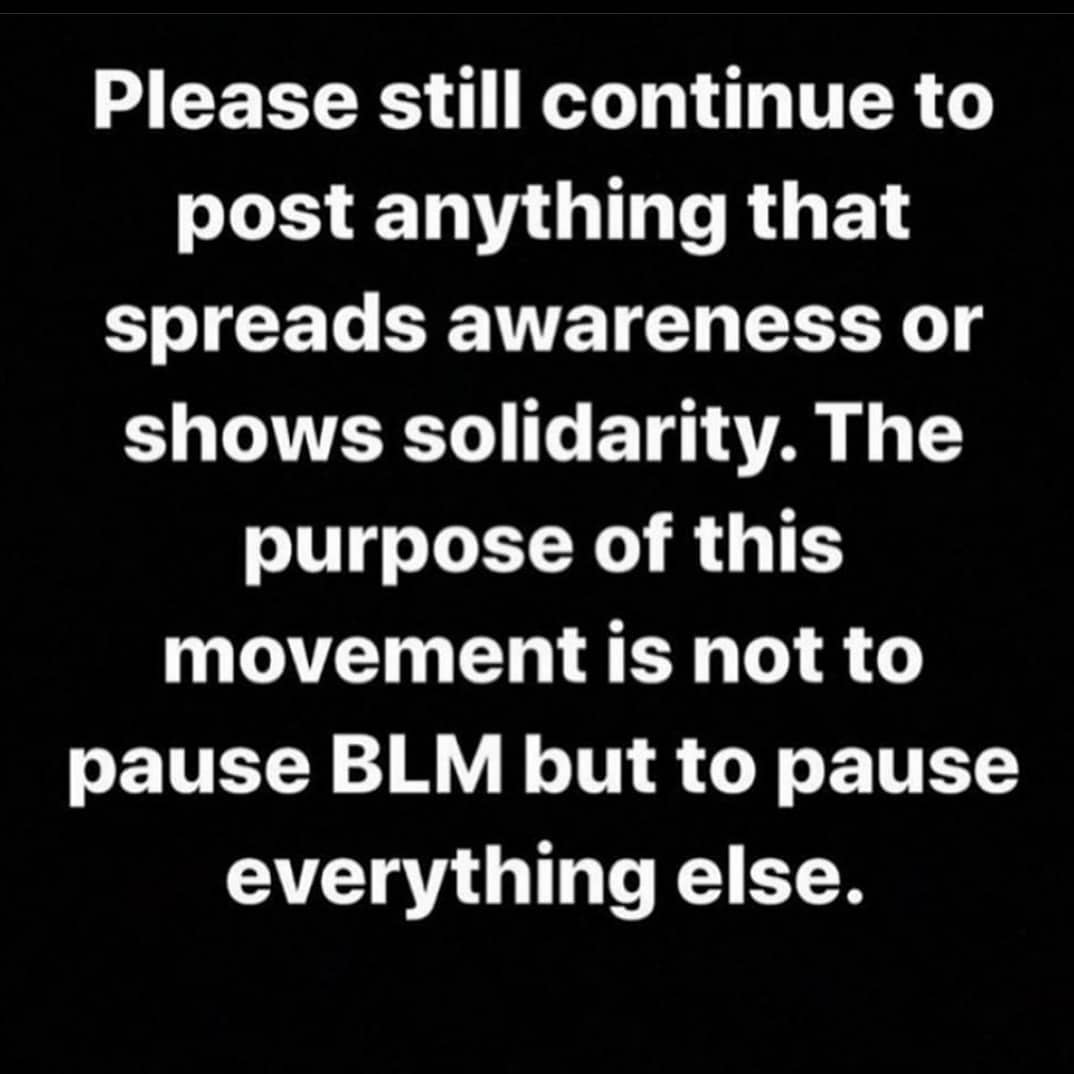 Please still continue to
post anything that
spreads awareness or
shows solidarity. The
purpose of this
movement is not to
pause BLM but to pause
everything else.